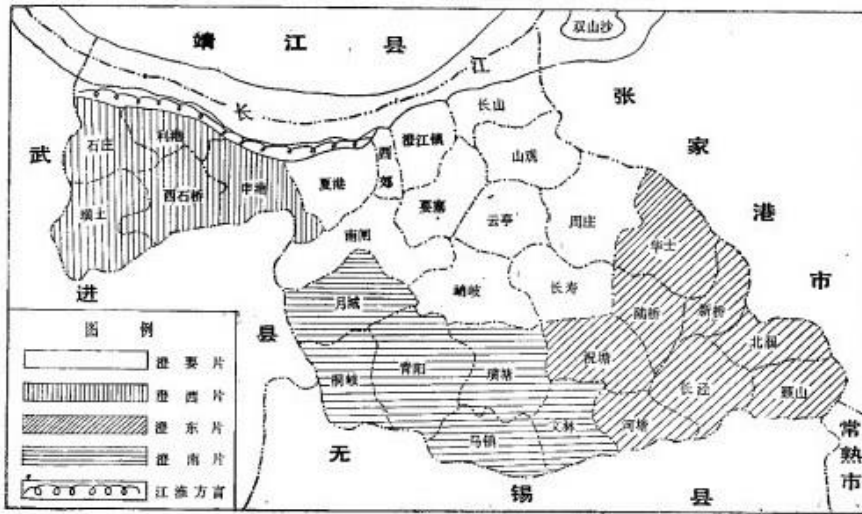 靖江县
双山沙
长江
张家港市
武进县
无锡县
常熟市
石庄
利港
璜土
西石桥
申港
夏港
西郊
澄江镇
长山
山观
要塞
云亭
周庄
南闸
华士
月城
峭岐
长寿
陆桥
新桥
北漍
祝塘
青阳
璜塘
桐岐
长泾
顾山
河塘
文林
马镇
图例
澄要片
澄西片
澄东片
澄南片
江淮方言